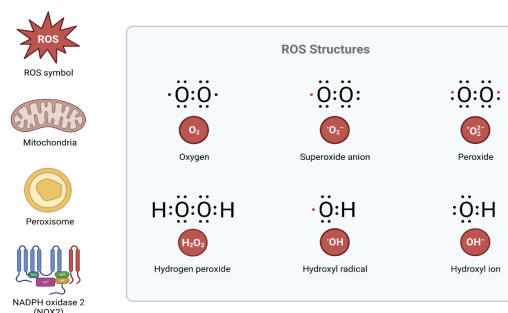 ROS
ROS symbol
Mitochondria
Peroxisome
NADPH oxidase 2
(NOX2)
ROS Structures
·O:O·
O₂
Oxygen
·O:O:
·O₂⁻
Superoxide anion
:O:O:
·O₂²⁻
Peroxide
H:O:O:H
H₂O₂
Hydrogen peroxide
·O:H
·OH
Hydroxyl radical
:O:H
OH⁻
Hydroxyl ion